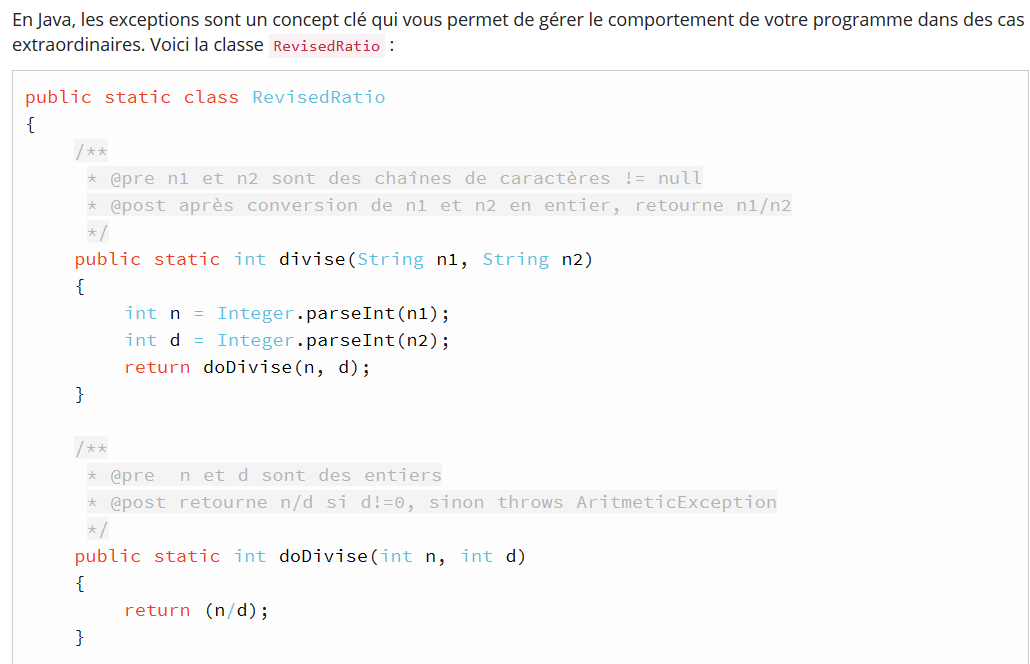 En Java, les exceptions sont un concept clé qui vous permet de gérer le comportement de votre programme dans des cas
extraordinaires. Voici la classe RevisedRatio :
public static class RevisedRatio
{
/**
* @pre n1 et n2 sont des chaînes de caractères != null
* @post après conversion de n1 et n2 en entier, retourne n1/n2
*/
public static int divise(String n1, String n2)
{
int n = Integer.parseInt(n1);
int d = Integer.parseInt(n2);
return doDivise(n, d);
}
/**
* @pre  n et d sont des entiers
* @post retourne n/d si d!=0, sinon throws AritmeticException
*/
public static int doDivise(int n, int d)
{
return (n/d);
}